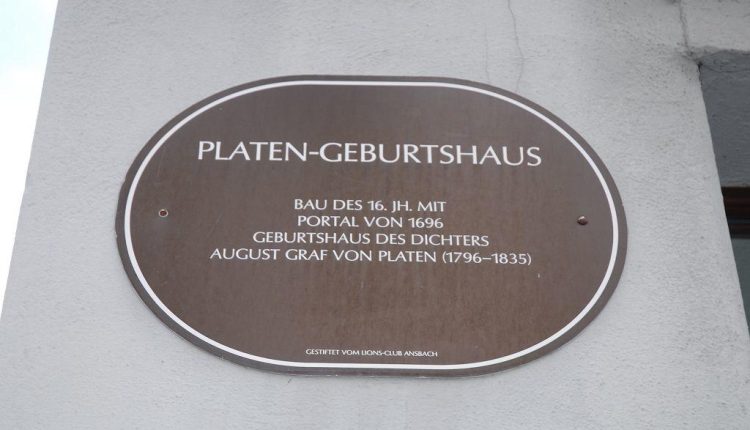 PLATEN-GEBURTSHAUS
BAU DES 16. JH. MIT
PORTAL VON 1696
GEBURTSHAUS DES DICHTERS
AUGUST GRAF VON PLATEN (1796–1835)
GESTIFTET VOM LIONS-CLUB ANSBACH